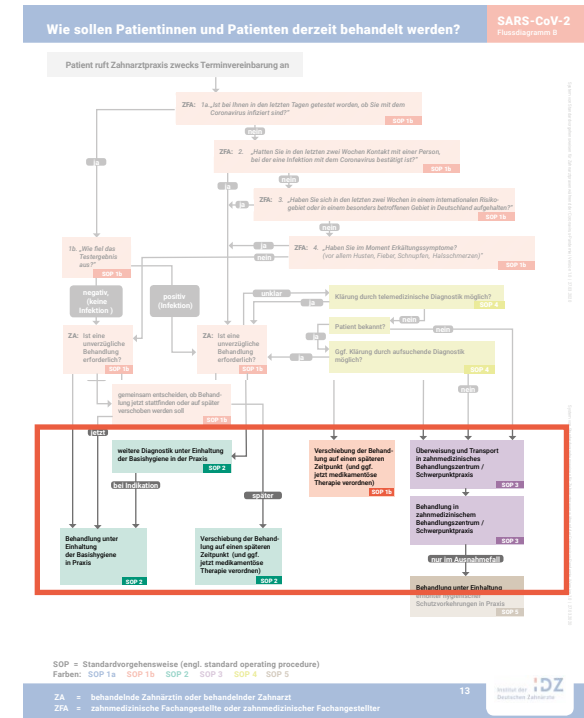 Wie sollen Patientinnen und Patienten derzeit behandelt werden?
SARS-CoV-2
Flussdiagramm B
Patient ruft Zahnarztpraxis zwecks Terminvereinbarung an
ZFA: 1a. „Ist bei Ihnen in den letzten Tagen getestet worden, ob Sie mit dem
Coronavirus infiziert sind?“
SOP 1b
nein
ZFA: 2. „Hatten Sie in den letzten zwei Wochen Kontakt mit einer Person,
bei der eine Infektion mit dem Coronavirus bestätigt ist?“
SOP 1b
ja
nein
ja
ZFA: 3. „Haben Sie sich in den letzten zwei Wochen in einem internationalen Risiko-
gebiet oder in einem besonders betroffenen Gebiet in Deutschland aufgehalten?“
SOP 1b
ja
nein
1b. „Wie fiel das
Testergebnis
aus?“
SOP 1b
ja
nein
ZFA: 4. „Haben Sie im Moment Erkältungssymptome?
(vor allem Husten, Fieber, Schnupfen, Halsschmerzen)“
SOP 1b
negativ,
(keine
Infektion )
positiv
(Infektion)
unklar
ja
Klärung durch telemedizinische Diagnostik möglich?
SOP 4
nein
Patient bekannt?
nein
ja
ZA: Ist eine
unverzügliche
Behandlung
erforderlich?
SOP 1b
ZA: Ist eine
unverzügliche
Behandlung
erforderlich?
SOP 1b
ja
Ggf. Klärung durch aufsuchende Diagnostik
möglich?
SOP 4
nein
gemeinsam entscheiden, ob Behand-
lung jetzt stattfinden oder auf später
verschoben werden soll
SOP 1b
jetzt
weitere Diagnostik unter Einhaltung
der Basishygiene in der Praxis
SOP 2
bei Indikation
später
Verschiebung der Behand-
lung auf einen späteren
Zeitpunkt (und ggf.
jetzt medikamentöse
Therapie verordnen)
SOP 1b
Überweisung und Transport
in zahnmedizinisches
Behandlungszentrum /
Schwerpunktpraxis
SOP 3
Behandlung in
zahnmedizinischem
Behandlungszentrum /
Schwerpunktpraxis
SOP 3
Behandlung unter
Einhaltung
der Basishygiene
in Praxis
SOP 2
Verschiebung der Behand-
lung auf einen späteren
Zeitpunkt (und ggf.
jetzt medikamentöse
Therapie verordnen)
SOP 2
nur im Ausnahmefall
Behandlung unter Einhaltung
erhöhter hygienischer
Schutzvorkehrungen in Praxis
SOP 5
SOP = Standardvorgehensweise (engl. standard operating procedure)
Farben: SOP 1a SOP 1b SOP 2 SOP 3 SOP 4 SOP 5
ZA = behandelnde Zahnärztin oder behandelnder Zahnarzt
ZFA = zahnmedizinische Fachangestellte oder zahnmedizinischer Fachangestellter
13
Institut der
Deutschen Zahnärzte
IDZ